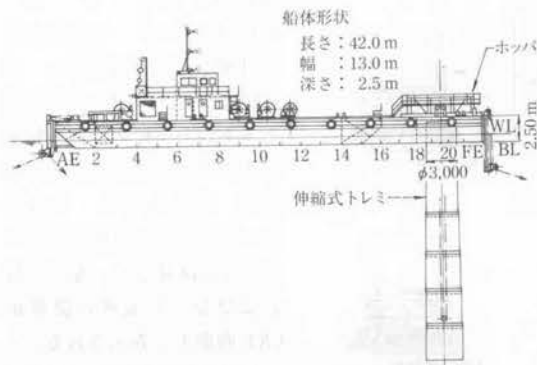 船体形状
長さ：42.0 m
幅　：13.0 m
深さ： 2.5 m
ホッパ
WL
BL
2.50 m
AE 2 4 6 8 10 12 14 16 18 20 FE
φ3,000
伸縮式トレミ